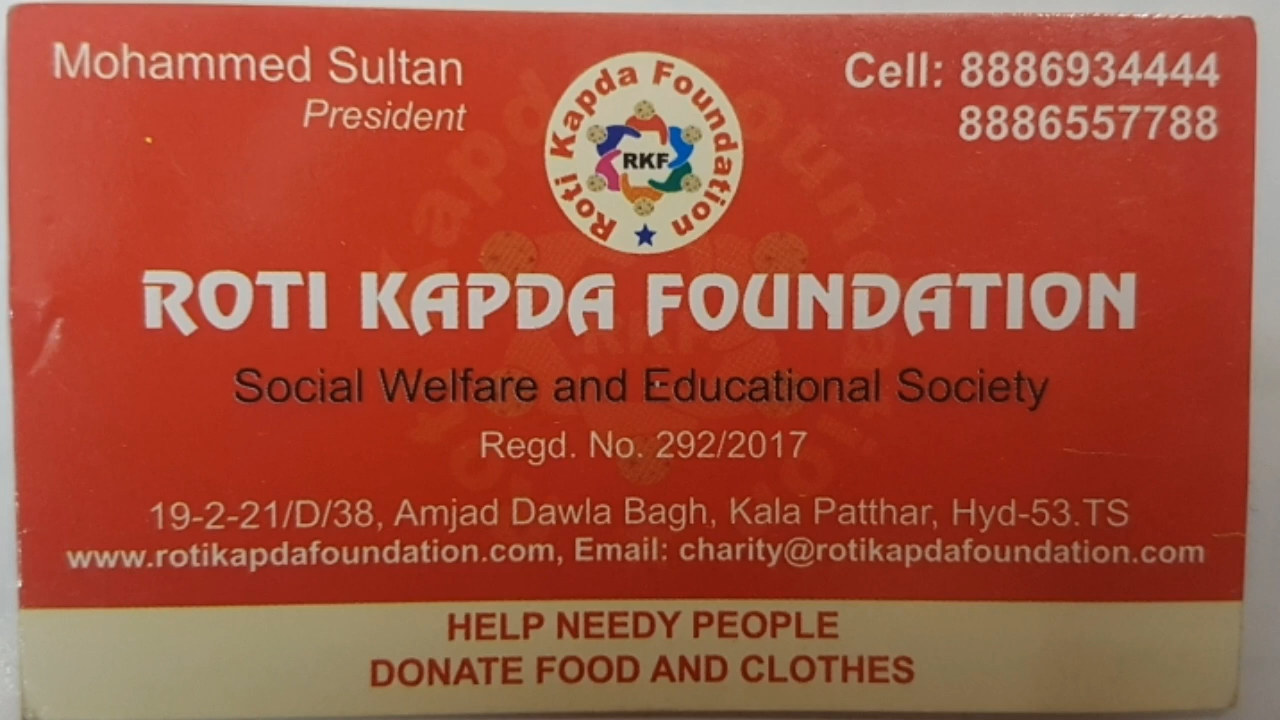 Mohammed Sultan
President
Roti Kapda Foundation
RKF
Cell: 8886934444
8886557788
ROTI KAPDA FOUNDATION
Social Welfare and Educational Society
Regd. No. 292/2017
19-2-21/D/38, Amjad Dawla Bagh, Kala Patthar, Hyd-53.TS
www.rotikapdafoundation.com, Email: charity@rotikapdafoundation.com
HELP NEEDY PEOPLE
DONATE FOOD AND CLOTHES